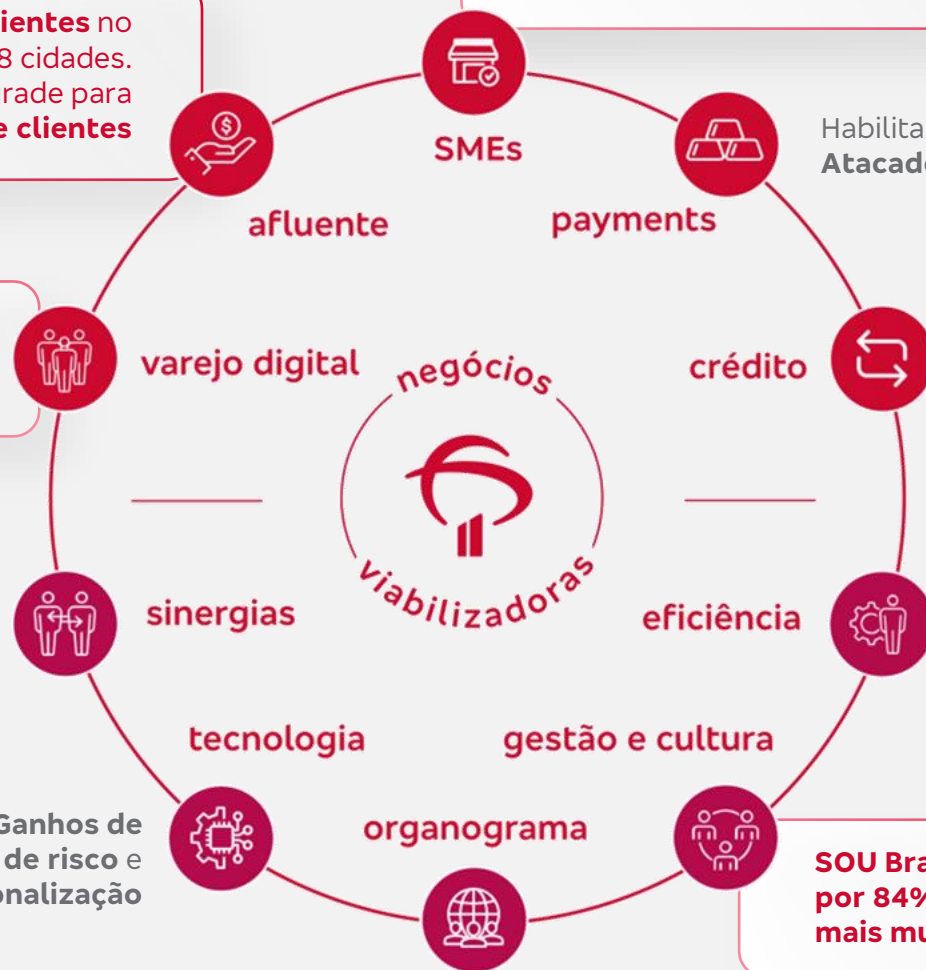 ientes no
8 cidades.
rade para
e clientes
SMEs
Habilita
Atacad
afluente
payments
varejo digital
negócios
crédito
sinergias
viabilizadoras
eficiência
tecnologia
gestão e cultura
Ganhos de
de risco e
onalização
organograma
SOU Bra
por 84%
mais mu